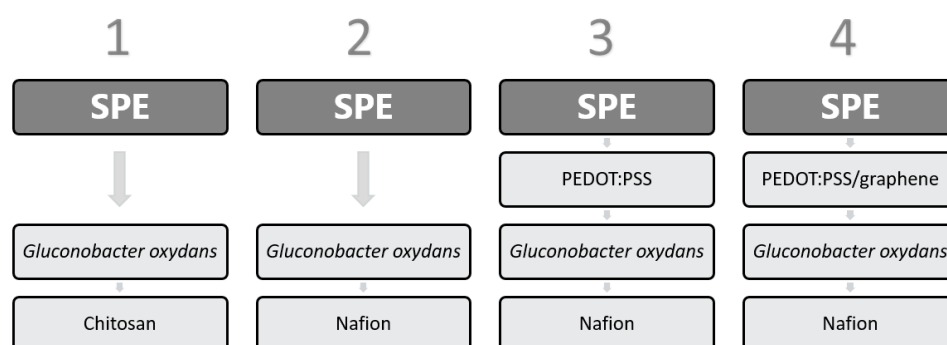 1 2 3 4
SPE SPE SPE SPE
PEDOT:PSS PEDOT:PSS/graphene
Gluconobacter oxydans Gluconobacter oxydans Gluconobacter oxydans Gluconobacter oxydans
Chitosan Nafion Nafion Nafion